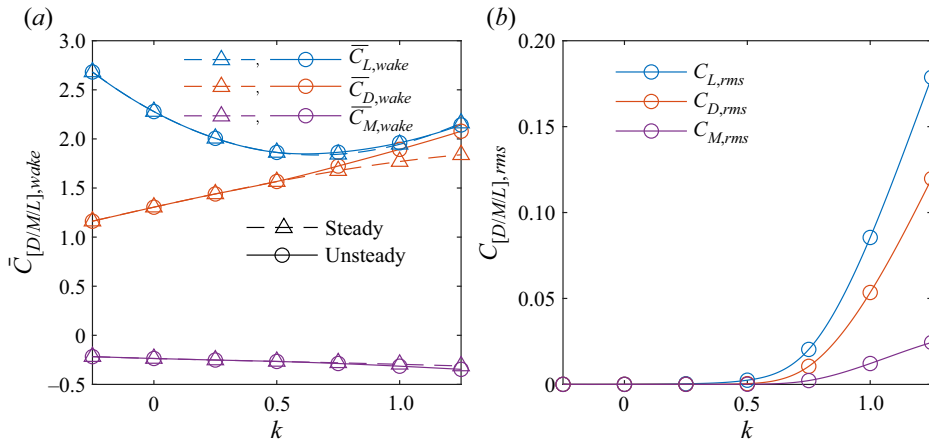 (a)
3.0
2.5
2.0
1.5
1.0
0.5
0
−0.5
0
0.5
1.0
k
C̄[D/M/L],wake
, C̅L,wake
, C̅D,wake
, C̅M,wake
Steady
Unsteady
(b)
0.20
0.15
0.10
0.05
0
0
0.5
1.0
k
C[D/M/L],rms
CL,rms
CD,rms
CM,rms